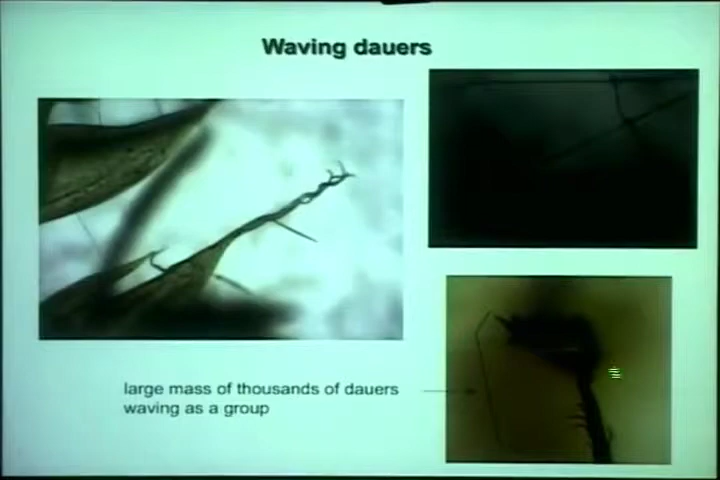 Waving dauers
large mass of thousands of dauers
waving as a group